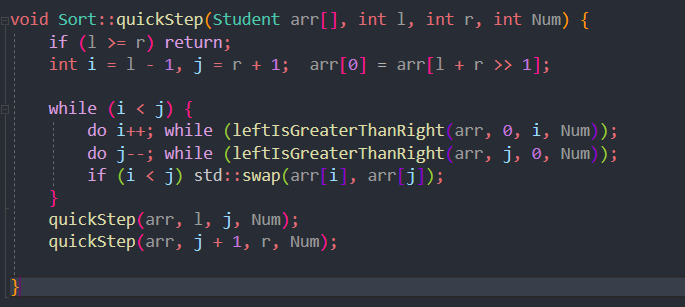 void Sort::quickStep(Student arr[], int l, int r, int Num) {
    if (l >= r) return;
    int i = l - 1, j = r + 1;  arr[0] = arr[l + r >> 1];
    while (i < j) {
        do i++; while (leftIsGreaterThanRight(arr, 0, i, Num));
        do j--; while (leftIsGreaterThanRight(arr, j, 0, Num));
        if (i < j) std::swap(arr[i], arr[j]);
    }
    quickStep(arr, l, j, Num);
    quickStep(arr, j + 1, r, Num);
}